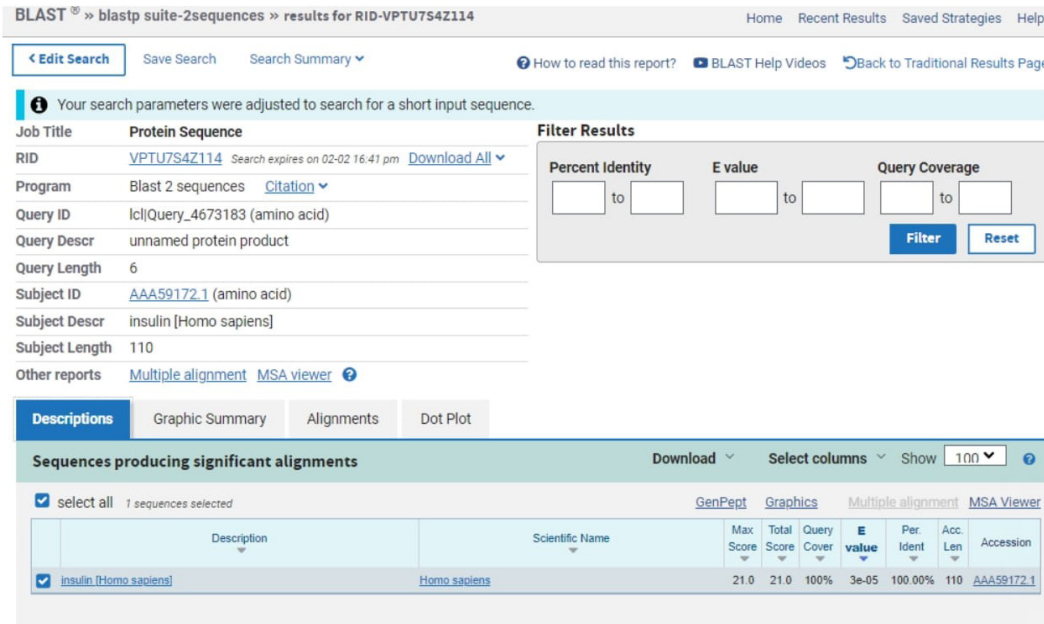 BLAST ® » blastp suite-2sequences » results for RID-VPTU7S4Z114 Home Recent Results Saved Strategies Help
< Edit Search Save Search Search Summary How to read this report? BLAST Help Videos Back to Traditional Results Page
Your search parameters were adjusted to search for a short input sequence.
Job Title Protein Sequence
RID VPTU7S4Z114 Search expires on 02-02 16:41 pm Download All
Program Blast 2 sequences Citation
Query ID lcl|Query_4673183 (amino acid)
Query Descr unnamed protein product
Query Length 6
Subject ID AAA59172.1 (amino acid)
Subject Descr insulin [Homo sapiens]
Subject Length 110
Other reports Multiple alignment MSA viewer ?
Filter Results
Percent Identity E value Query Coverage
to to to
Filter Reset
Descriptions Graphic Summary Alignments Dot Plot
Sequences producing significant alignments Download Select columns Show 100 ?
select all 1 sequences selected GenPept Graphics Multiple alignment MSA Viewer
Description Scientific Name Max Score Total Score Query Cover E value Per. Ident Acc. Len Accession
insulin [Homo sapiens] Homo sapiens 21.0 21.0 100% 3e-05 100.00% 110 AAA59172.1